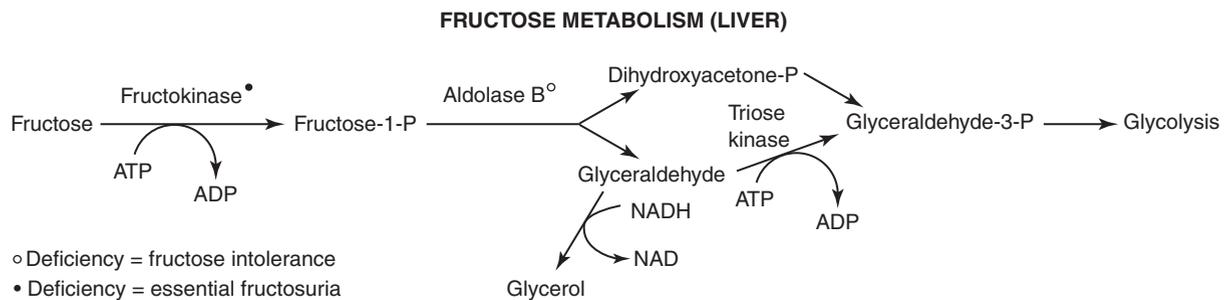 FRUCTOSE METABOLISM (LIVER)
Fructose
Fructokinase•
ATP
ADP
Fructose-1-P
Aldolase B°
Dihydroxyacetone-P
Glyceraldehyde
Triose
kinase
ATP
ADP
Glyceraldehyde-3-P
Glycolysis
NADH
NAD
Glycerol
° Deficiency = fructose intolerance
• Deficiency = essential fructosuria